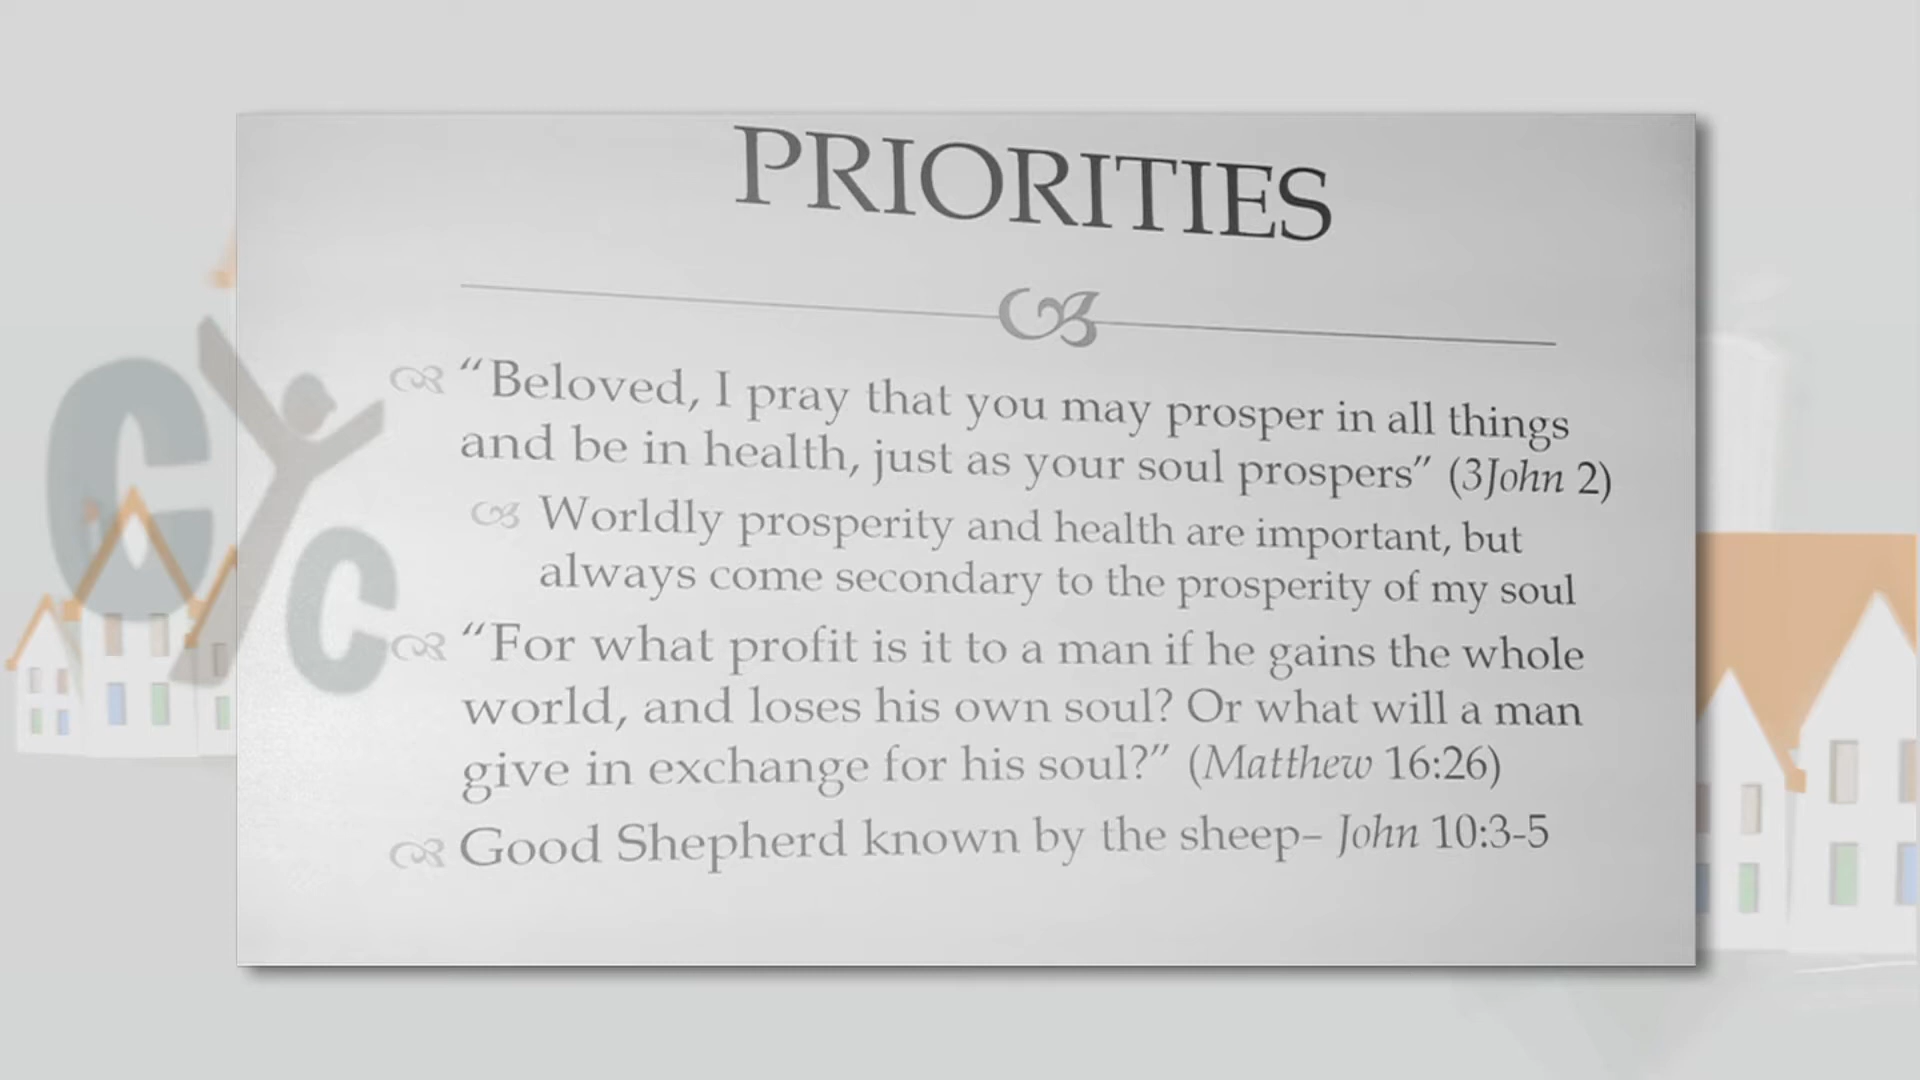 PRIORITIES
“Beloved, I pray that you may prosper in all things
and be in health, just as your soul prospers” (3John 2)
Worldly prosperity and health are important, but
always come secondary to the prosperity of my soul
“For what profit is it to a man if he gains the whole
world, and loses his own soul? Or what will a man
give in exchange for his soul?” (Matthew 16:26)
Good Shepherd known by the sheep– John 10:3-5
CYC